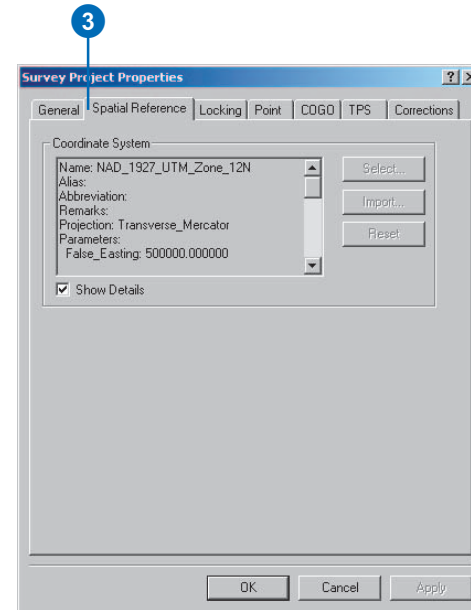 3
Survey Project Properties
General Spatial Reference Locking Point COGO TPS Corrections
Coordinate System
Name: NAD_1927_UTM_Zone_12N
Alias:
Abbreviation:
Remarks:
Projection: Transverse_Mercator
Parameters:
False_Easting: 500000.000000
Select...
Import...
Reset
Show Details
OK Cancel Apply